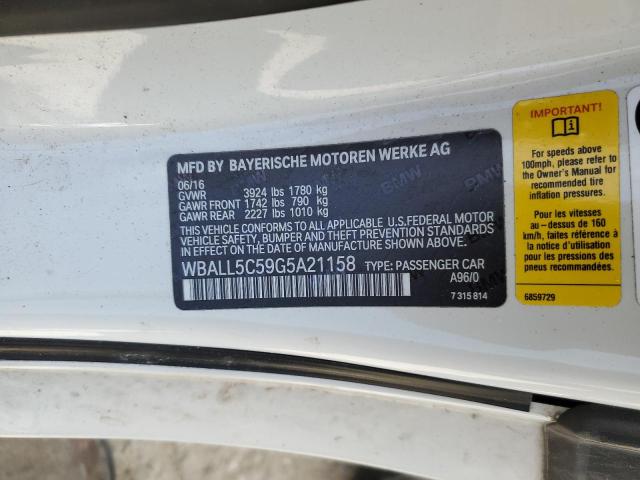 MFD BY BAYERISCHE MOTOREN WERKE AG
06/16
GVWR 3924 lbs 1780 kg
GAWR FRONT 1742 lbs 790 kg
GAWR REAR 2227 lbs 1010 kg
THIS VEHICLE CONFORMS TO ALL APPLICABLE U.S.FEDERAL MOTOR
VEHICLE SAFETY, BUMPER, AND THEFT PREVENTION STANDARDS
IN EFFECT ON THE DATE OF MANUFACTURE SHOWN ABOVE.
WBALL5C59G5A21158 TYPE: PASSENGER CAR
A96/0
7 315 814
IMPORTANT!
For speeds above
100mph, please refer to
the Owner's Manual for
recommended tire
inflation pressures.
Pour les vitesses
au-dessus de 160
km/h, faites référence
à la notice d'utilisation
pour les pressions de
gonflage de pneus
recommandés.
6859729